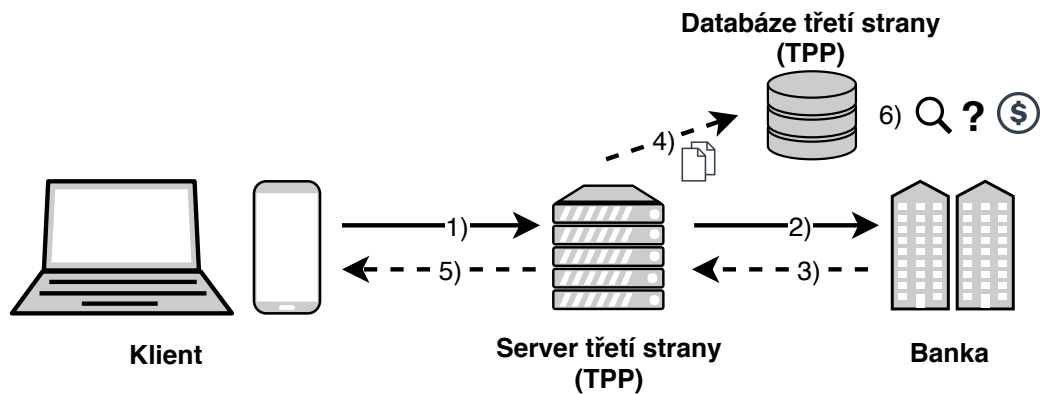 Databáze třetí strany
(TPP)
6) ? $
4)
1)
2)
5)
3)
Klient
Server třetí strany
(TPP)
Banka